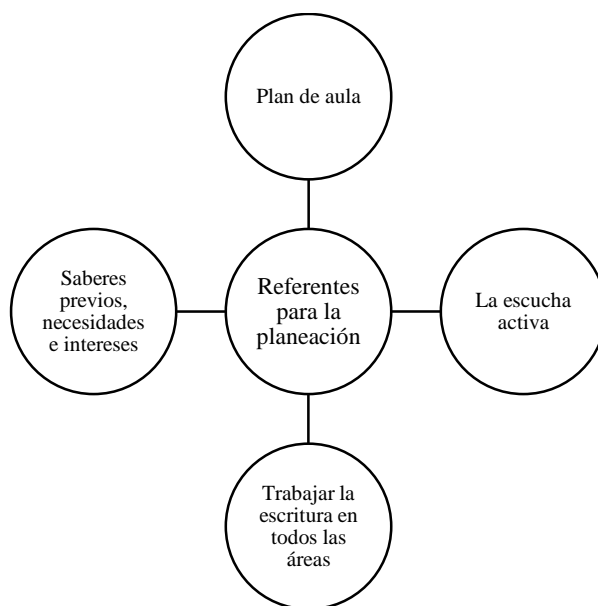 Plan de aula
Saberes
previos,
necesidades
e intereses
Referentes
para la
planeación
La escucha
activa
Trabajar la
escritura en
todos las
áreas